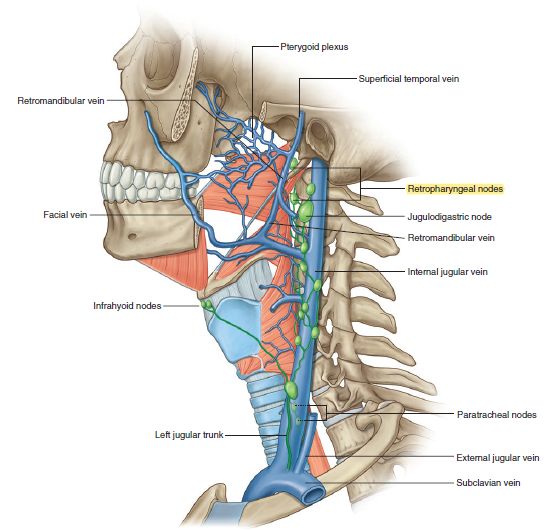 Pterygoid plexus
Superficial temporal vein
Retromandibular vein
Retropharyngeal nodes
Facial vein
Jugulodigastric node
Retromandibular vein
Internal jugular vein
Infrahyoid nodes
Paratracheal nodes
Left jugular trunk
External jugular vein
Subclavian vein